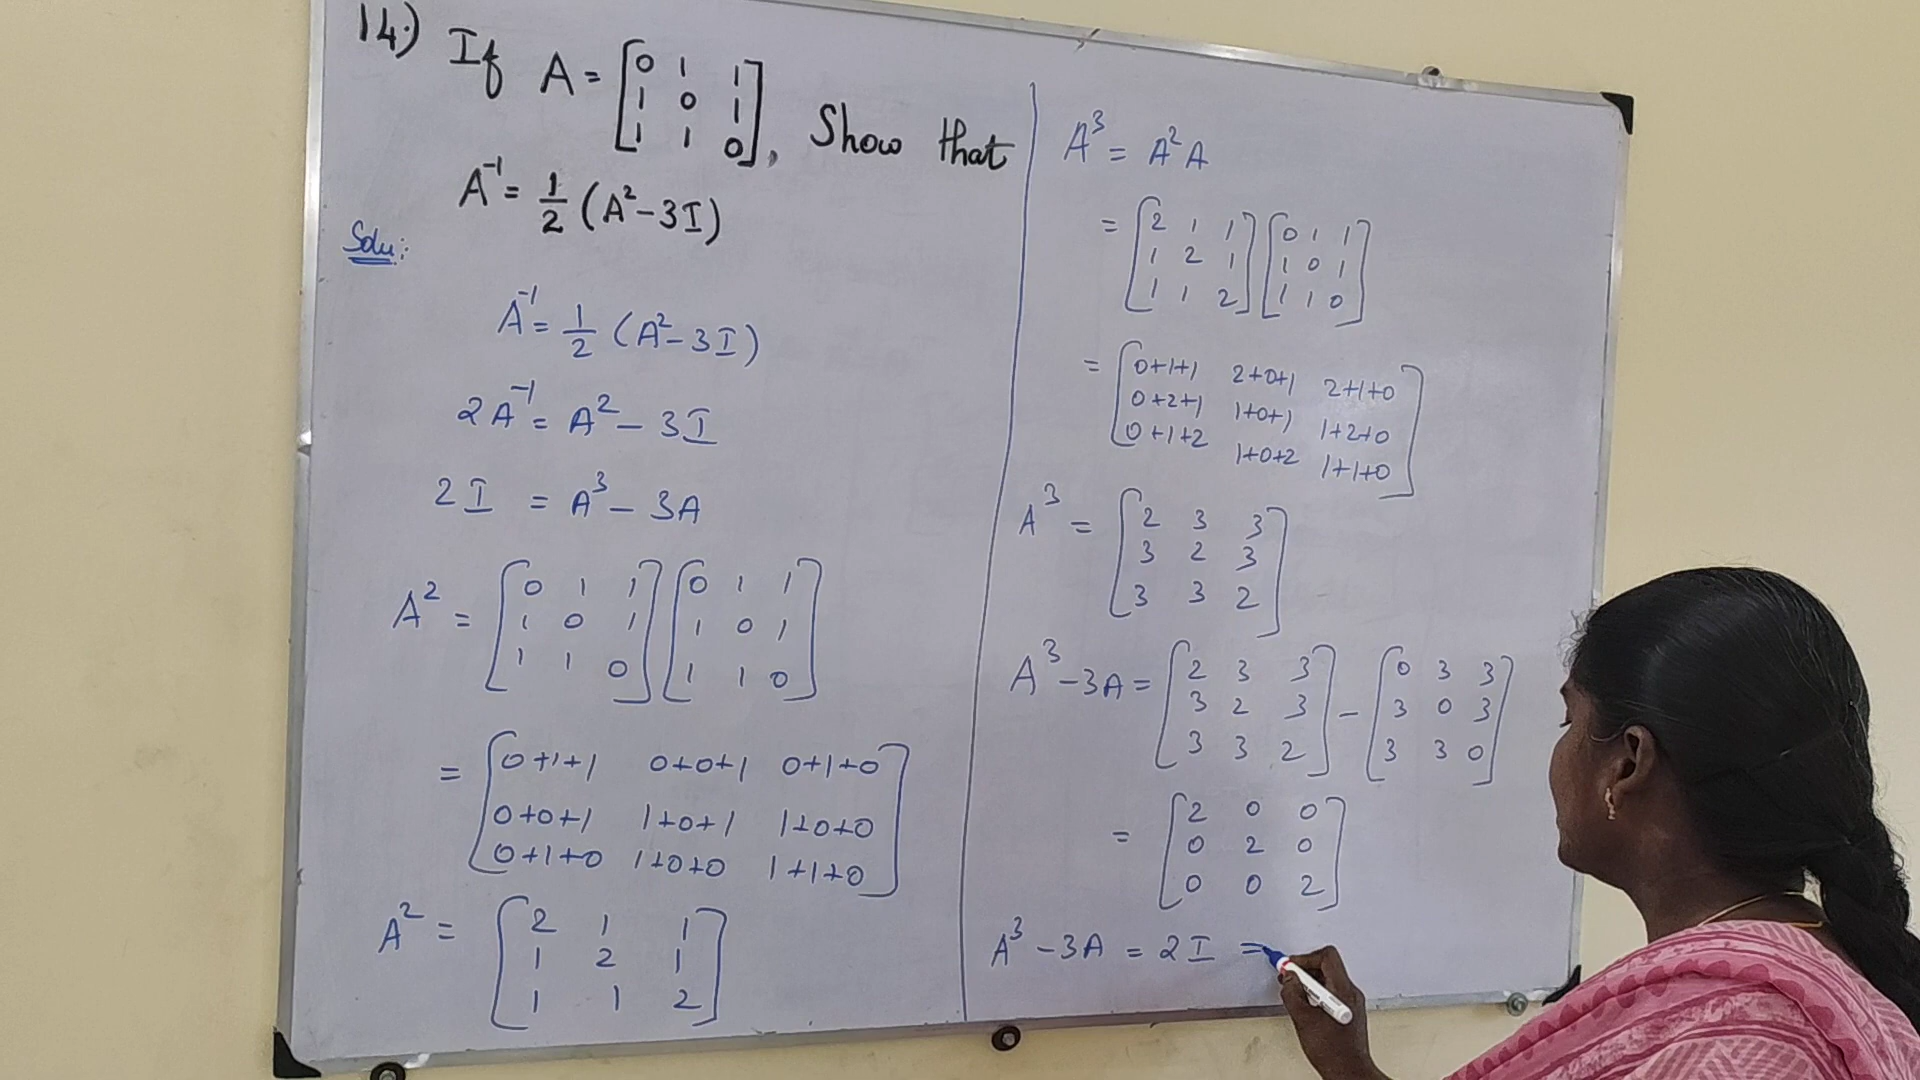 14.) If A = [0 1 1
1 0 1
1 1 0], Show that
A⁻¹ = 1/2 (A² - 3I)
Solu:
A⁻¹ = 1/2 (A² - 3I)
2A⁻¹ = A² - 3I
2I = A³ - 3A
A² = [0 1 1 [0 1 1
1 0 1 1 0 1
1 1 0] 1 1 0]
= [0+1+1 0+0+1 0+1+0
0+0+1 1+0+1 1+0+0
0+1+0 1+0+0 1+1+0]
A² = [2 1 1
1 2 1
1 1 2]
A³ = A² A
= [2 1 1 [0 1 1
1 2 1 1 0 1
1 1 2] 1 1 0]
= [0+1+1 2+0+1 2+1+0
0+2+1 1+0+1 1+2+0
0+1+2 1+0+2 1+1+0]
A³ = [2 3 3
3 2 3
3 3 2]
A³ - 3A = [2 3 3 - [0 3 3
3 2 3 3 0 3
3 3 2] 3 3 0]
= [2 0 0
0 2 0
0 0 2]
A³ - 3A = 2I =